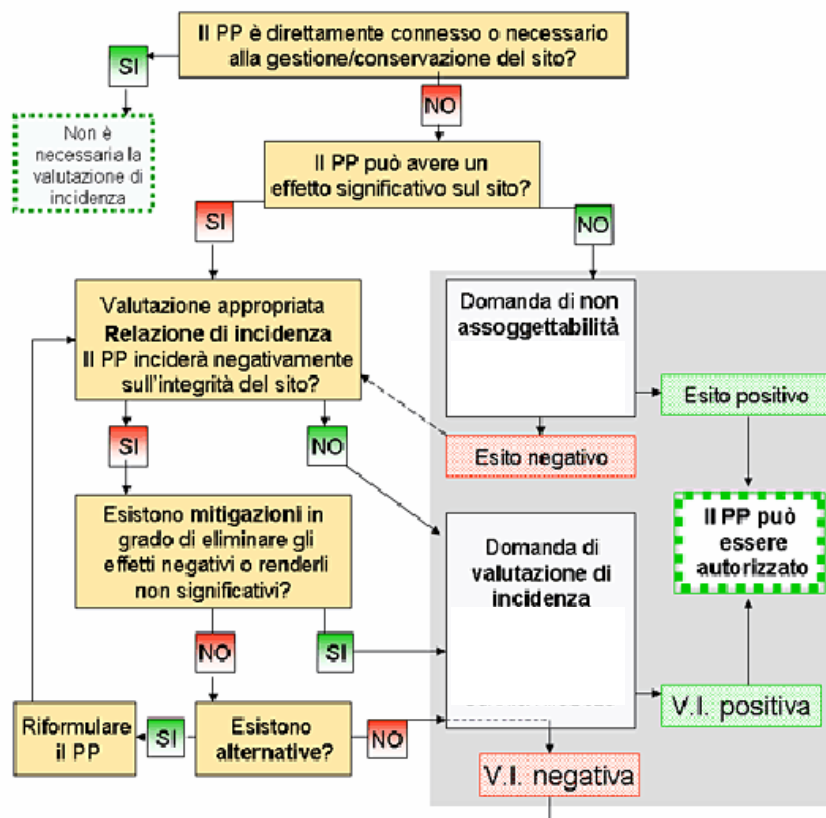 Il PP è direttamente connesso o necessario
alla gestione/conservazione del sito?
SI
NO
Non è
necessaria la
valutazione di
incidenza
Il PP può avere un
effetto significativo sul sito?
SI
NO
Valutazione appropriata
Relazione di incidenza
Il PP inciderà negativamente
sull'integrità del sito?
Domanda di non
assoggettabilità
Esito positivo
SI
NO
Esito negativo
Esistono mitigazioni in
grado di eliminare gli
effetti negativi o renderli
non significativi?
Domanda di
valutazione di
incidenza
Il PP può
essere
autorizzato
NO
SI
V.I. positiva
Riformulare
il PP
SI
Esistono
alternative?
NO
V.I. negativa